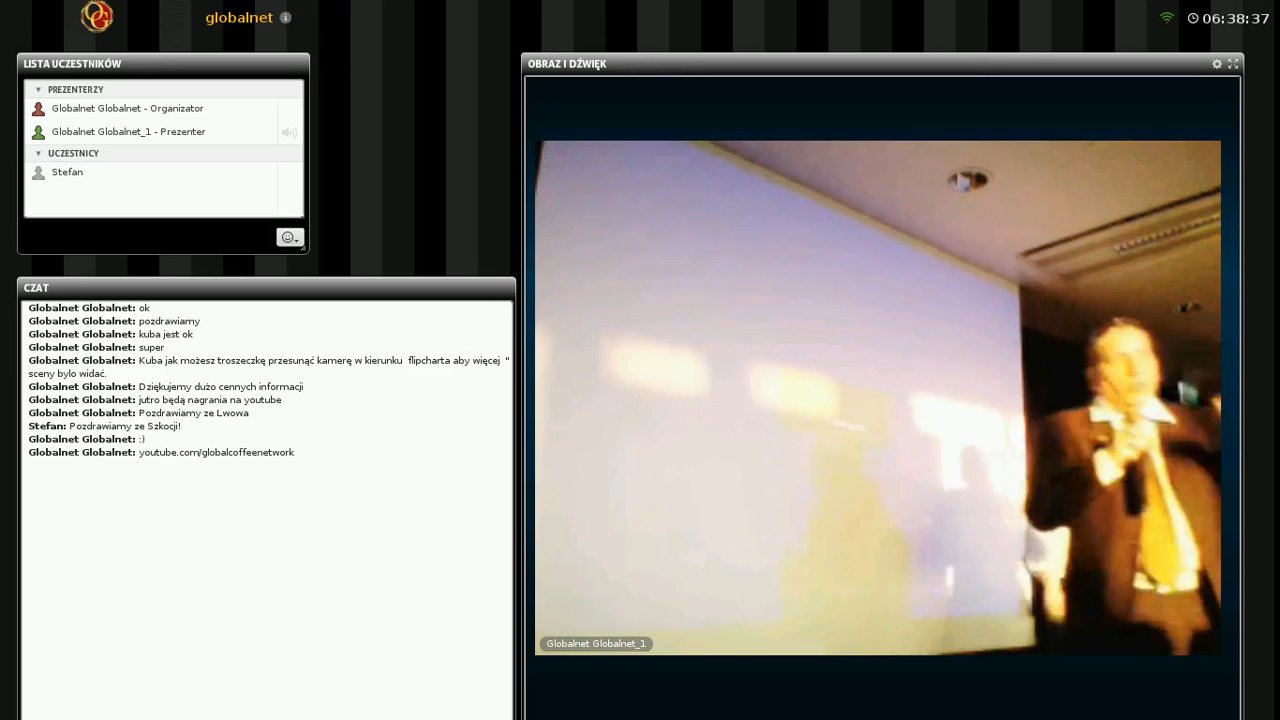 OG
globalnet
06:38:37
LISTA UCZESTNIKÓW
PREZENTERZY
Globalnet Globalnet - Organizator
Globalnet Globalnet_1 - Prezenter
UCZESTNICY
Stefan
CZAT
Globalnet Globalnet: ok
Globalnet Globalnet: pozdrawiamy
Globalnet Globalnet: kuba jest ok
Globalnet Globalnet: super
Globalnet Globalnet: Kuba jak możesz troszeczkę przesunąć kamerę w kierunku flipcharta aby więcej "
sceny bylo widać.
Globalnet Globalnet: Dziękujemy dużo cennych informacji
Globalnet Globalnet: jutro będą nagrania na youtube
Globalnet Globalnet: Pozdrawiamy ze Lwowa
Stefan: Pozdrawiamy ze Szkocji!
Globalnet Globalnet: :)
Globalnet Globalnet: youtube.com/globalcoffeenetwork
OBRAZ I DŹWIĘK
Globalnet Globalnet_1